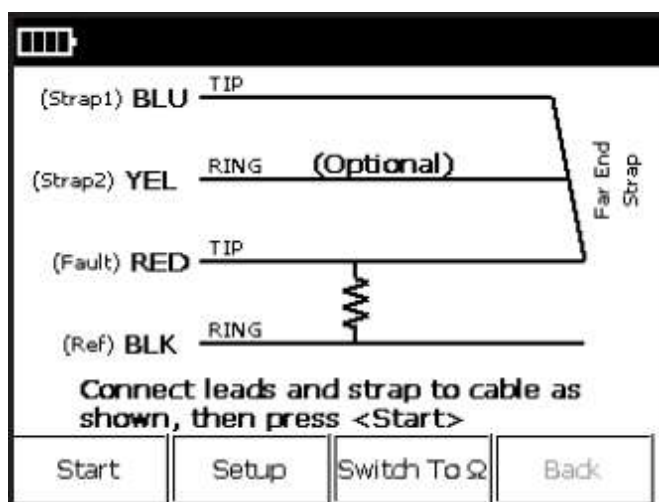 TIP
(Strap1) BLU
RING (Optional)
(Strap2) YEL
Far End
Strap
TIP
(Fault) RED
RING
(Ref) BLK
Connect leads and strap to cable as
shown, then press <Start>
Start Setup Switch To Ω Back